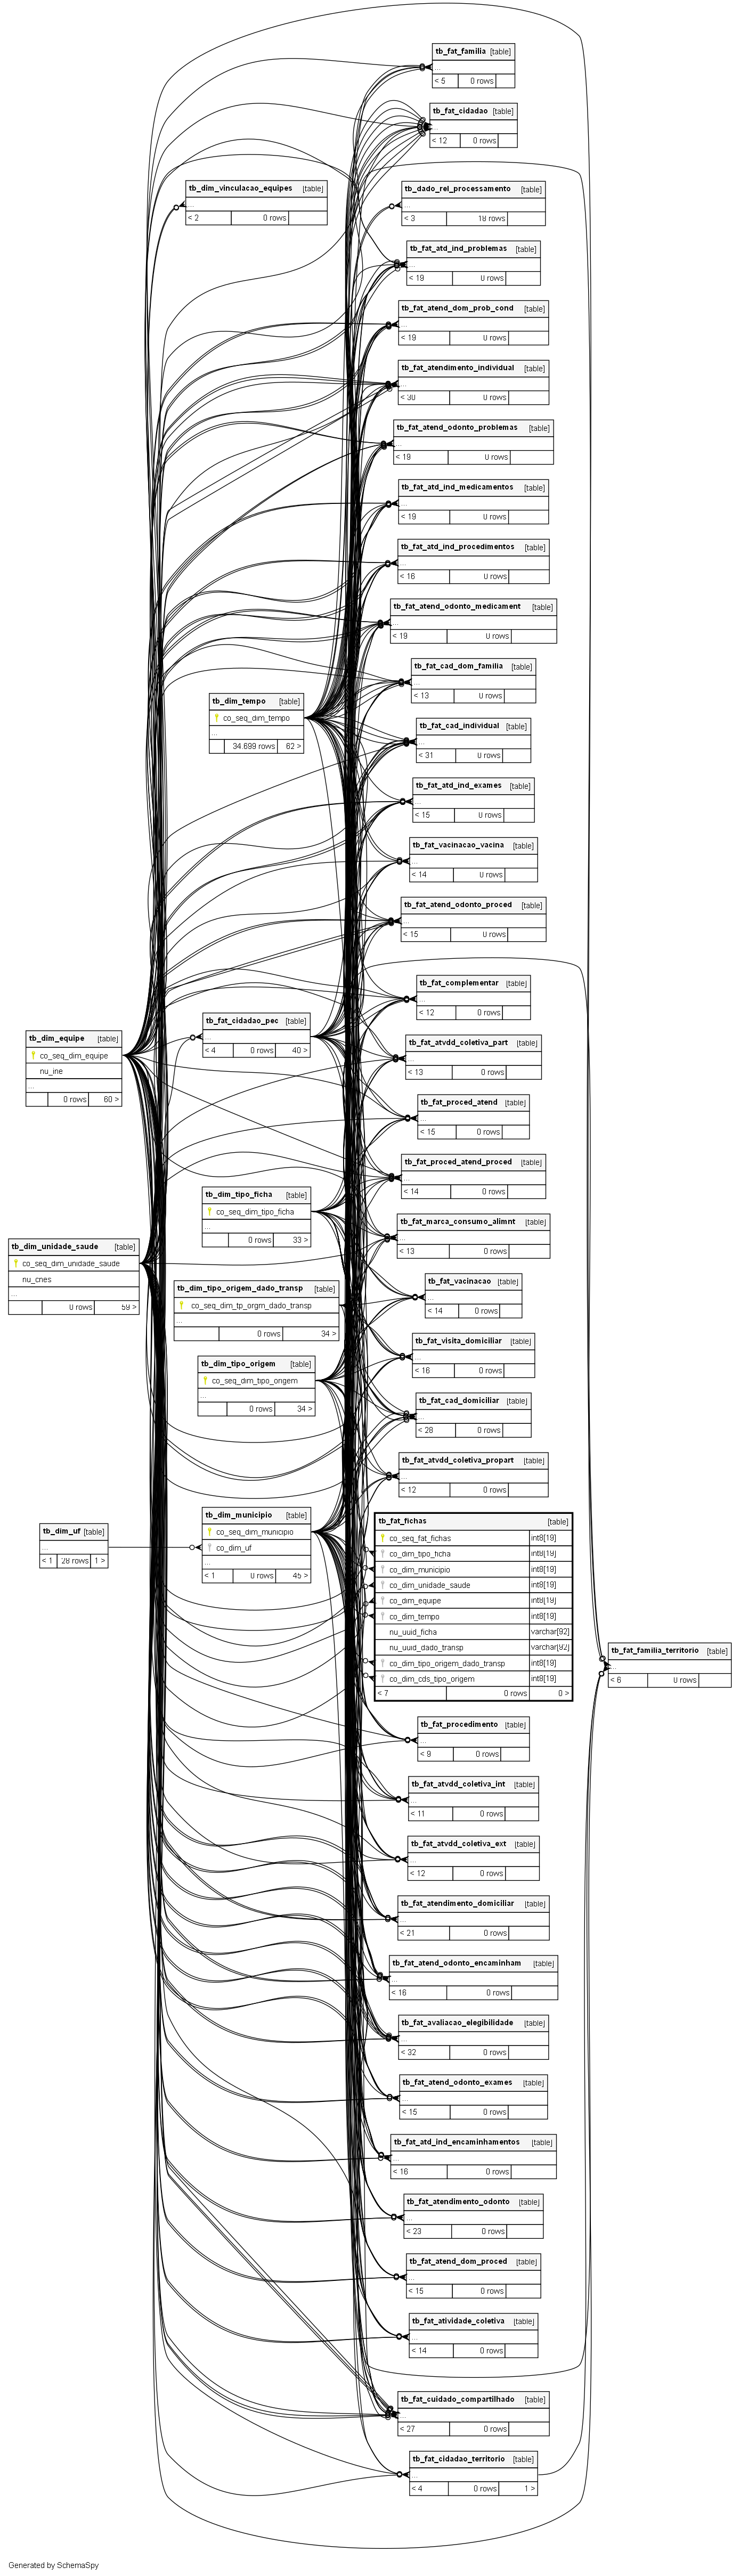 tb_fat_familia [table]
...
< 5 0 rows
tb_fat_cidadao [table]
...
< 12 0 rows
tb_dim_vinculacao_equipes [table]
...
< 2 0 rows
tb_dado_rel_processamento [table]
...
< 3 18 rows
tb_fat_atd_ind_problemas [table]
...
< 19 0 rows
tb_fat_atend_dom_prob_cond [table]
...
< 19 0 rows
tb_fat_atendimento_individual [table]
...
< 30 0 rows
tb_fat_atend_odonto_problemas [table]
...
< 19 0 rows
tb_fat_atd_ind_medicamentos [table]
...
< 19 0 rows
tb_fat_atd_ind_procedimentos [table]
...
< 16 0 rows
tb_fat_atend_odonto_medicament [table]
...
< 19 0 rows
tb_fat_cad_dom_familia [table]
...
< 13 0 rows
tb_dim_tempo [table]
co_seq_dim_tempo
...
34.699 rows 62 >
tb_fat_cad_individual [table]
...
< 31 0 rows
tb_fat_atd_ind_exames [table]
...
< 15 0 rows
tb_fat_vacinacao_vacina [table]
...
< 14 0 rows
tb_fat_atend_odonto_proced [table]
...
< 15 0 rows
tb_fat_complementar [table]
...
< 12 0 rows
tb_fat_cidadao_pec [table]
...
< 4 0 rows 40 >
tb_dim_equipe [table]
co_seq_dim_equipe
nu_ine
...
0 rows 60 >
tb_fat_atvdd_coletiva_part [table]
...
< 13 0 rows
tb_fat_proced_atend [table]
...
< 15 0 rows
tb_fat_proced_atend_proced [table]
...
< 14 0 rows
tb_dim_tipo_ficha [table]
co_seq_dim_tipo_ficha
...
0 rows 33 >
tb_fat_marca_consumo_alimnt [table]
...
< 13 0 rows
tb_dim_unidade_saude [table]
co_seq_dim_unidade_saude
nu_cnes
...
0 rows 59 >
tb_fat_vacinacao [table]
...
< 14 0 rows
tb_dim_tipo_origem_dado_transp [table]
co_seq_dim_tp_orgm_dado_transp
...
0 rows 34 >
tb_fat_visita_domiciliar [table]
...
< 16 0 rows
tb_dim_tipo_origem [table]
co_seq_dim_tipo_origem
...
0 rows 34 >
tb_fat_cad_domiciliar [table]
...
< 28 0 rows
tb_fat_atvdd_coletiva_propart [table]
...
< 12 0 rows
tb_dim_municipio [table]
co_seq_dim_municipio
co_dim_uf
...
< 1 0 rows 45 >
tb_dim_uf [table]
...
< 1 28 rows 1 >
tb_fat_fichas [table]
co_seq_fat_fichas int8[19]
co_dim_tipo_ficha int8[19]
co_dim_municipio int8[19]
co_dim_unidade_saude int8[19]
co_dim_equipe int8[19]
co_dim_tempo int8[19]
nu_uuid_ficha varchar[92]
nu_uuid_dado_transp varchar[92]
co_dim_tipo_origem_dado_transp int8[19]
co_dim_cds_tipo_origem int8[19]
< 7 0 rows 0 >
tb_fat_familia_territorio [table]
...
< 6 0 rows
tb_fat_procedimento [table]
...
< 9 0 rows
tb_fat_atvdd_coletiva_int [table]
...
< 11 0 rows
tb_fat_atvdd_coletiva_ext [table]
...
< 12 0 rows
tb_fat_atendimento_domiciliar [table]
...
< 21 0 rows
tb_fat_atend_odonto_encaminham [table]
...
< 16 0 rows
tb_fat_avaliacao_elegibilidade [table]
...
< 32 0 rows
tb_fat_atend_odonto_exames [table]
...
< 15 0 rows
tb_fat_atd_ind_encaminhamentos [table]
...
< 16 0 rows
tb_fat_atendimento_odonto [table]
...
< 23 0 rows
tb_fat_atend_dom_proced [table]
...
< 15 0 rows
tb_fat_atividade_coletiva [table]
...
< 14 0 rows
tb_fat_cuidado_compartilhado [table]
...
< 27 0 rows
tb_fat_cidadao_territorio [table]
...
< 4 0 rows 1 >
Generated by SchemaSpy